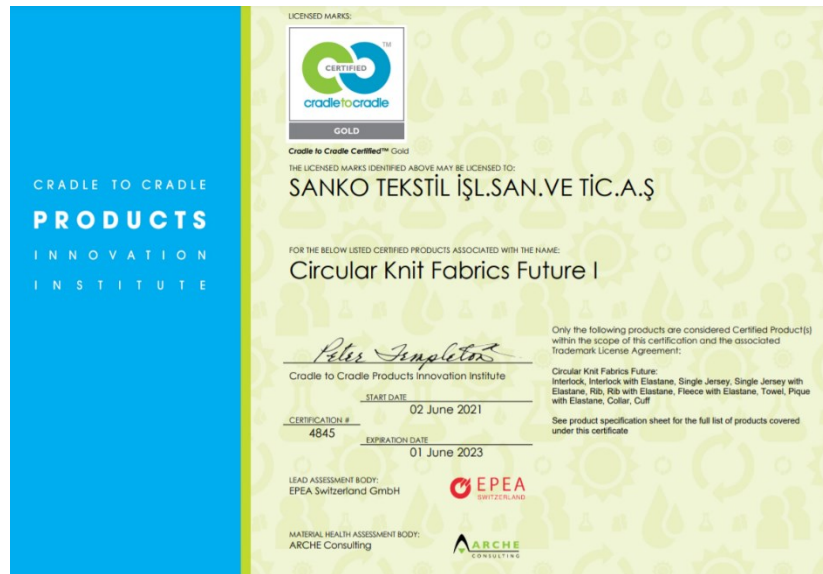 CRADLE TO CRADLE
PRODUCTS
INNOVATION
INSTITUTE
LICENSED MARKS:
TM
CERTIFIED
cradletocradle
GOLD
Cradle to Cradle Certified™ Gold
THE LICENSED MARKS IDENTIFIED ABOVE MAY BE LICENSED TO:
SANKO TEKSTİL İŞL.SAN.VE TİC.A.Ş
FOR THE BELOW LISTED CERTIFIED PRODUCTS ASSOCIATED WITH THE NAME:
Circular Knit Fabrics Future I
Peter Templeton
Cradle to Cradle Products Innovation Institute
START DATE
02 June 2021
CERTIFICATION #
4845
EXPIRATION DATE
01 June 2023
LEAD ASSESSMENT BODY:
EPEA Switzerland GmbH
EPEA
SWITZERLAND
MATERIAL HEALTH ASSESSMENT BODY:
ARCHE Consulting
ARCHE
CONSULTING
Only the following products are considered Certified Product(s)
within the scope of this certification and the associated
Trademark License Agreement:
Circular Knit Fabrics Future:
Interlock, Interlock with Elastane, Single Jersey, Single Jersey with
Elastane, Rib, Rib with Elastane, Fleece with Elastane, Towel, Pique
with Elastane, Collar, Cuff
See product specification sheet for the full list of products covered
under this certificate